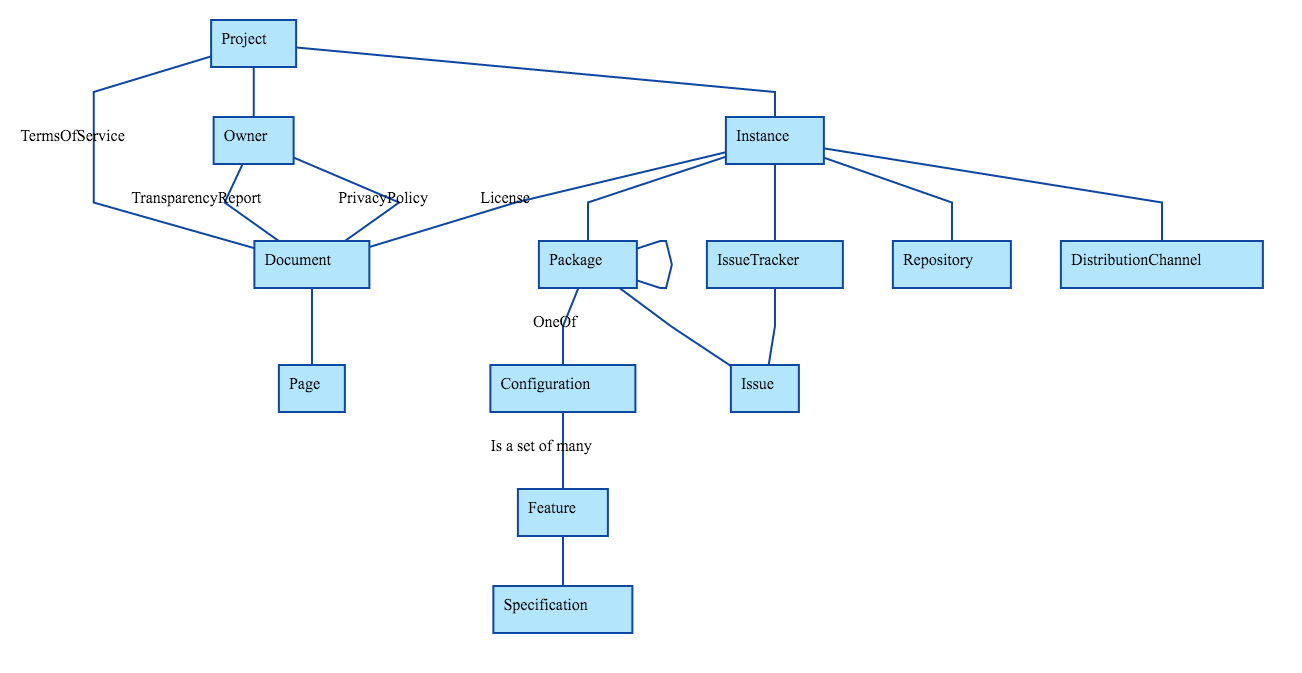 Project
TermsOfService
Owner
Instance
TransparencyReport
PrivacyPolicy
License
Document
Package
IssueTracker
Repository
DistributionChannel
OneOf
Page
Configuration
Issue
Is a set of many
Feature
Specification